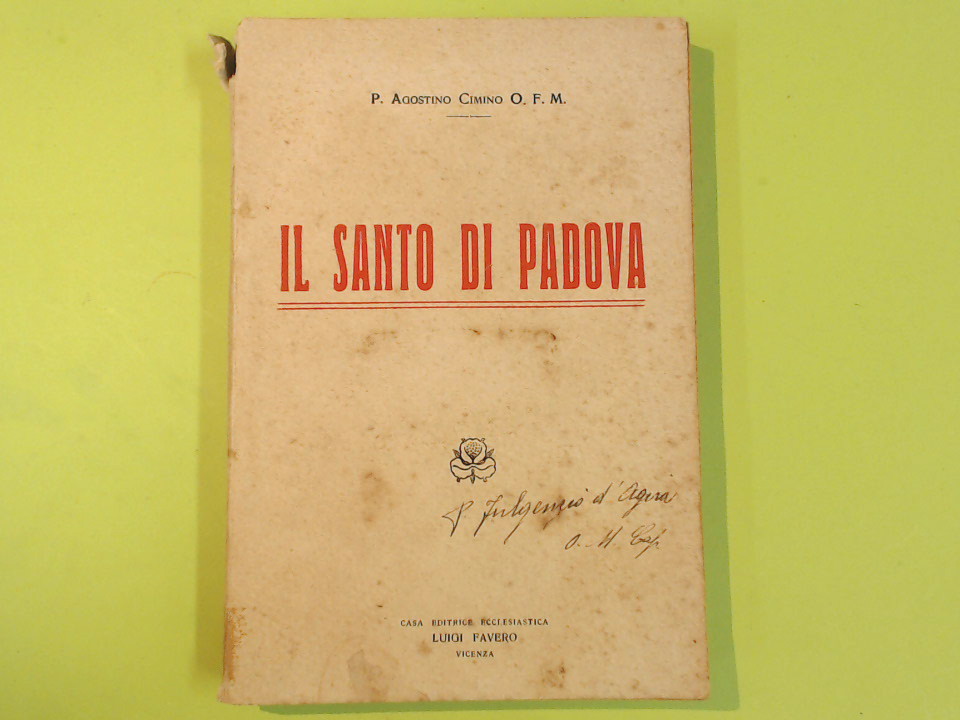 P. Agostino Cimino O. F. M.
IL SANTO DI PADOVA
P. Fulgenzio d'Agira
O. M. Cap
CASA EDITRICE ECCLESIASTICA
LUIGI FAVERO
VICENZA